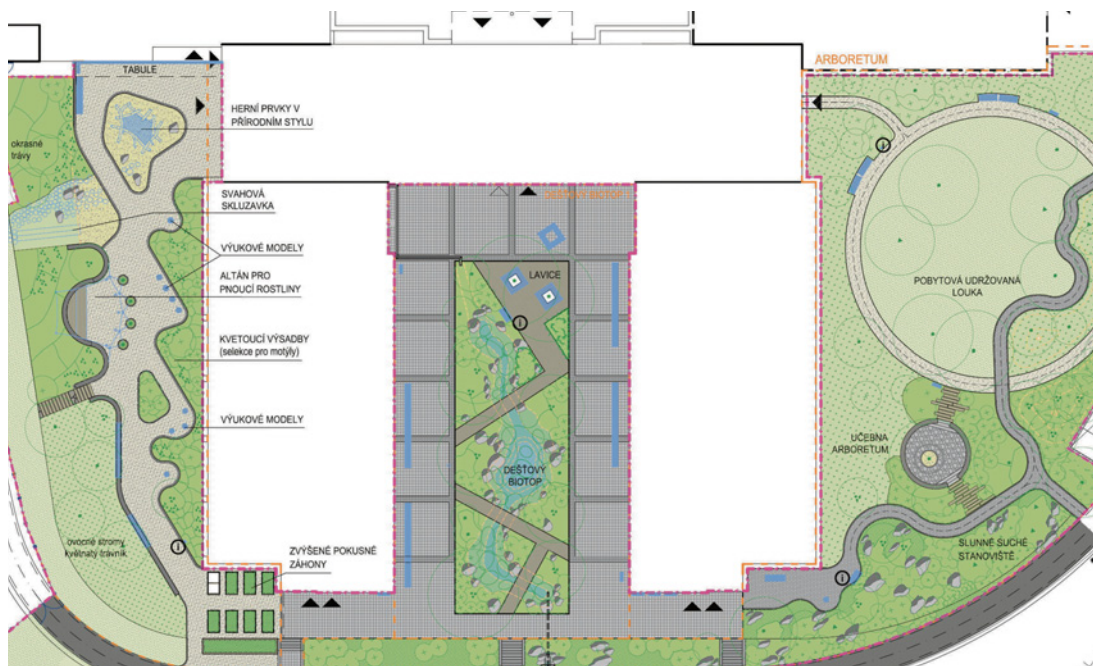 ARBORETUM
TABULE
HERNÍ PRVKY V
PŘÍRODNÍM STYLU
okrasné
trávy
SVAHOVÁ
SKLUZAVKA
DEŠŤOVÝ BIOTOP
VÝUKOVÉ MODELY
ALTÁN PRO
PNOUCÍ ROSTLINY
LAVICE
POBYTOVÁ UDRŽOVANÁ
LOUKA
KVETOUCÍ VÝSADBY
(selekce pro motýly)
VÝUKOVÉ MODELY
UČEBNA
ARBORETUM
DEŠŤOVÝ
BIOTOP
ovocné stromy
květnatý trávník
ZVÝŠENÉ POKUSNÉ
ZÁHONY
SLUNNÉ SUCHÉ
STANOVIŠTĚ
i
i
i
i